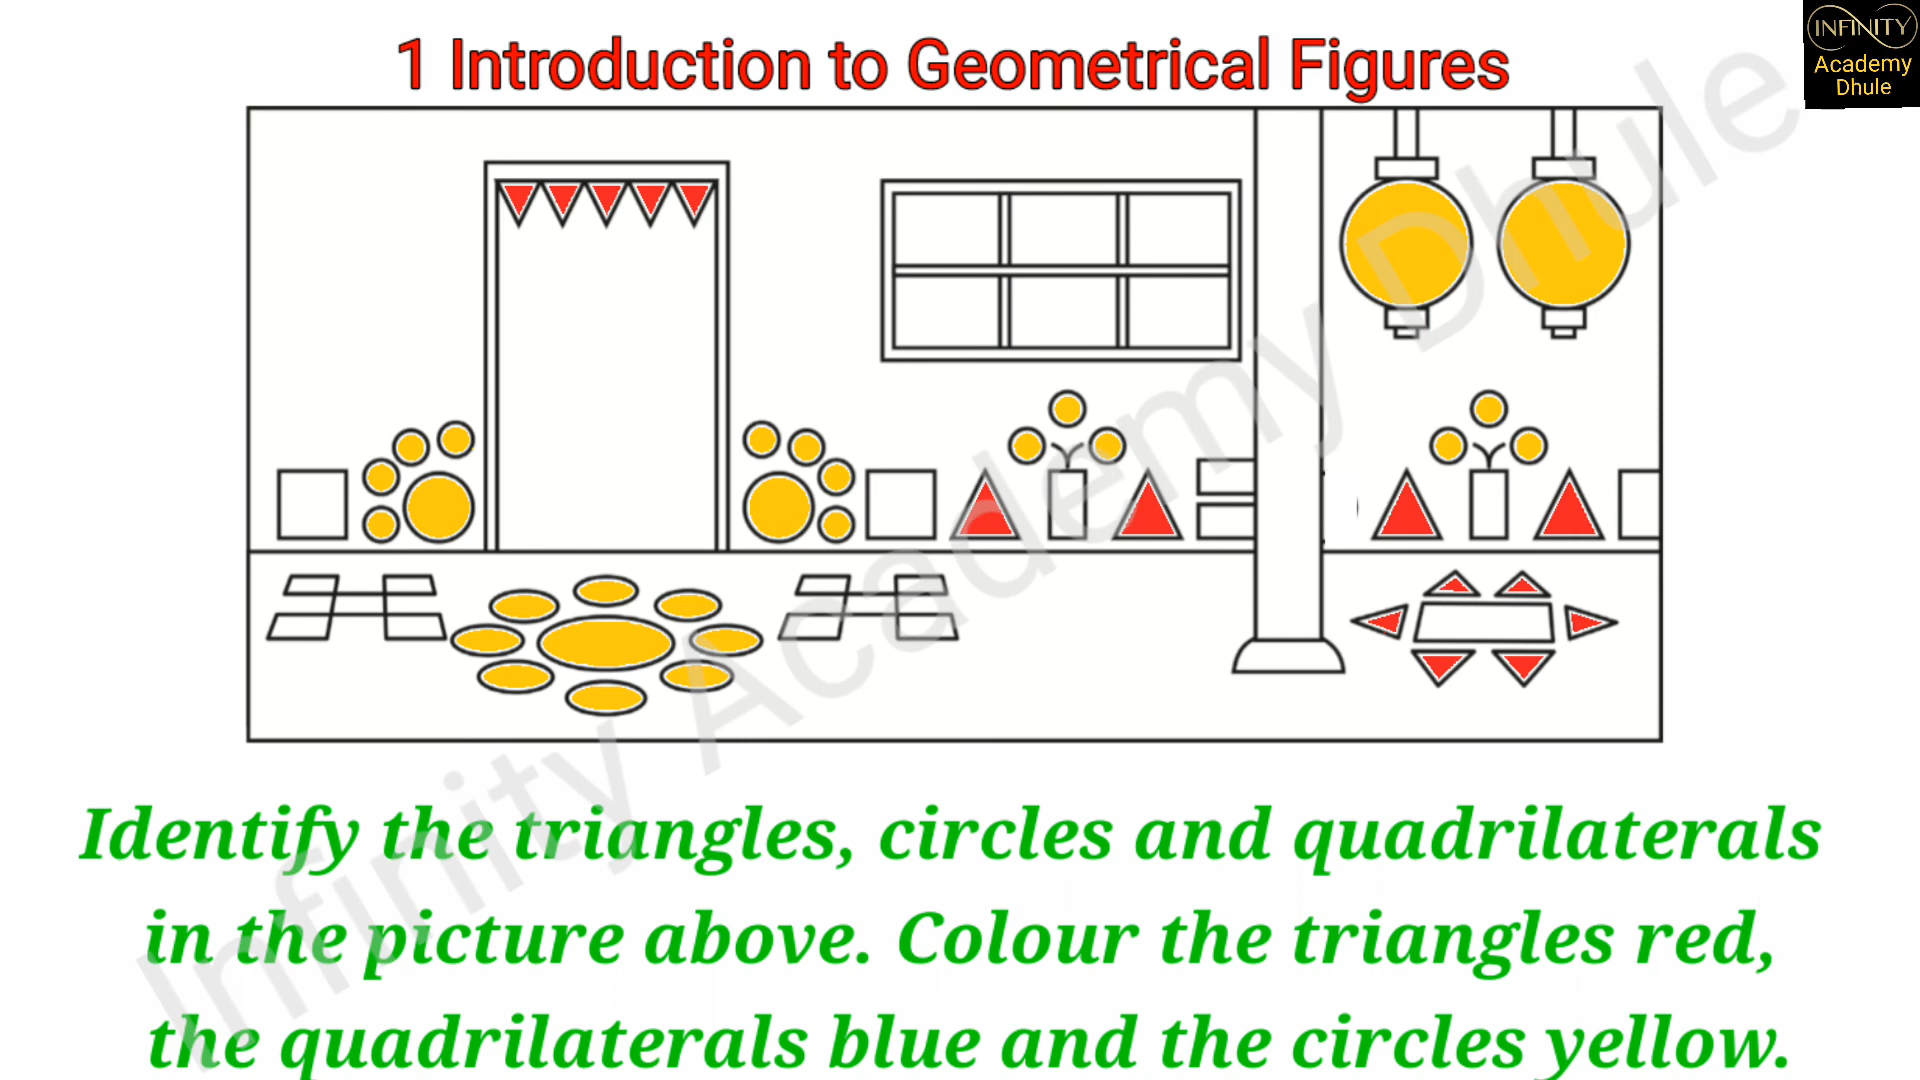 1 Introduction to Geometrical Figures
INFINITY
Academy
Dhule
Identify the triangles, circles and quadrilaterals
in the picture above. Colour the triangles red,
the quadrilaterals blue and the circles yellow.
Infinity Academy Dhule